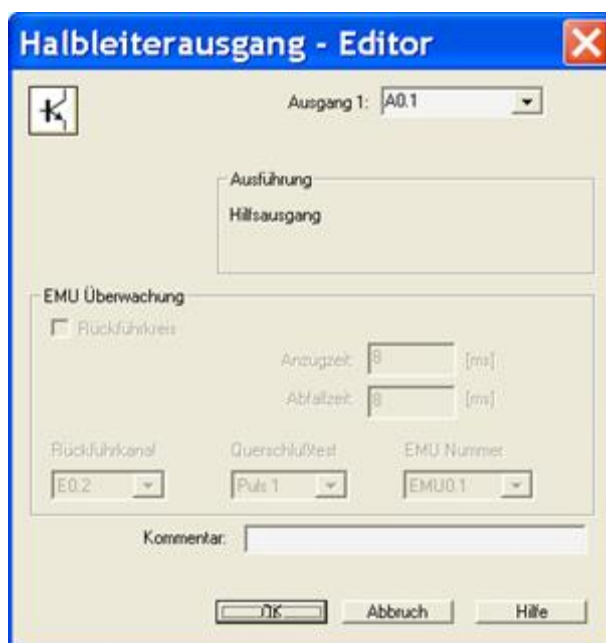 Halbleiterausgang - Editor
Ausgang 1: A0.1
Ausführung
Hilfsausgang
EMU Überwachung
Rückführkreis
Anzugzeit: 8 [ms]
Abfallzeit: 8 [ms]
Rückführkanal Querschlußtest EMU Nummer
E0.2 Puls 1 EMU0.1
Kommentar:
OK Abbruch Hilfe